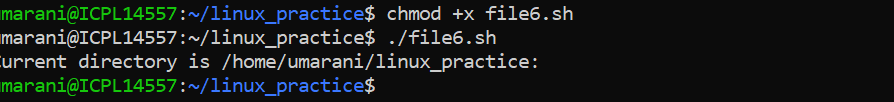 marani@ICPL14557:~/linux_practice$ chmod +x file6.sh
marani@ICPL14557:~/linux_practice$ ./file6.sh
Current directory is /home/umarani/linux_practice:
marani@ICPL14557:~/linux_practice$